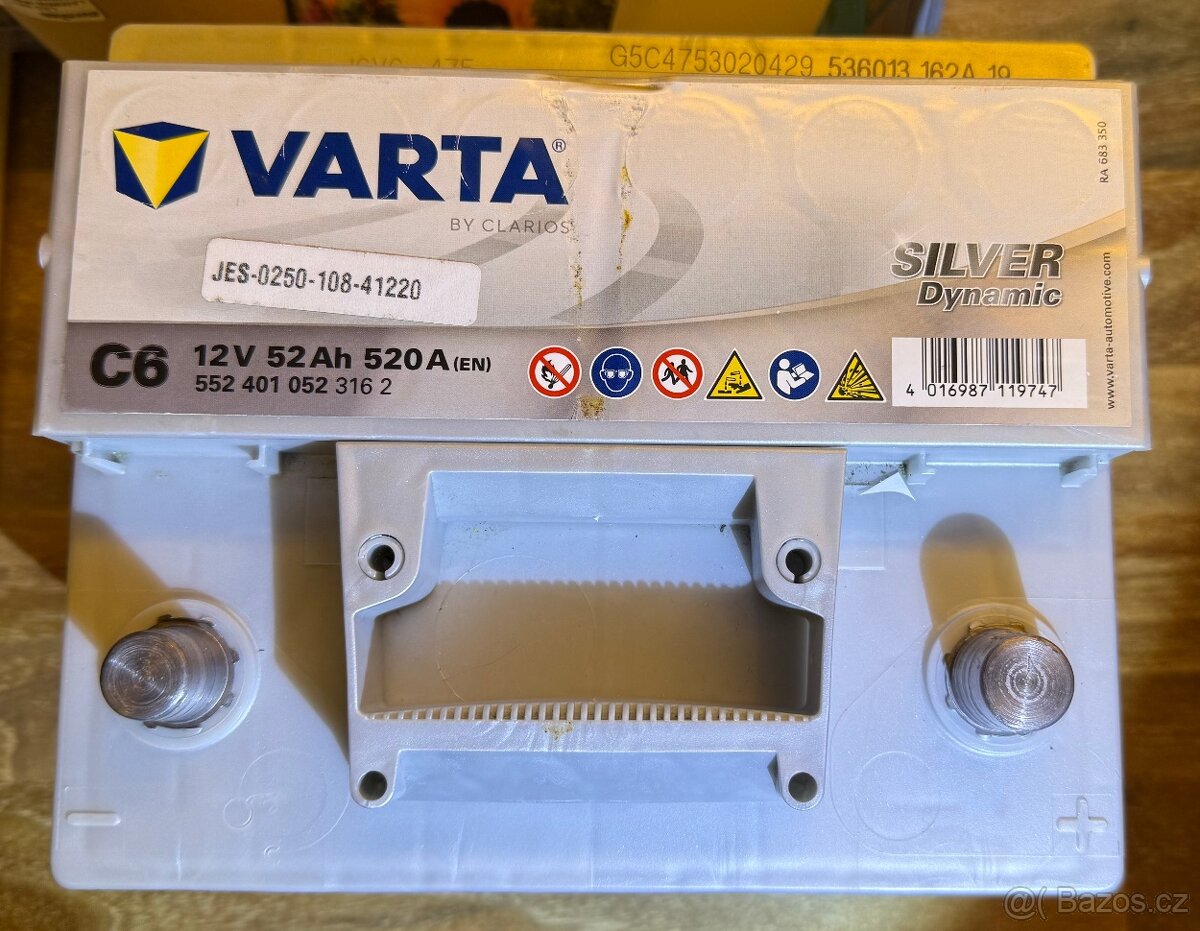 G5C4753020429 536013 162A 19
VARTA®
BY CLARIOS
RA 683 350
JES-0250-108-41220
SILVER
Dynamic
www.varta-automotive.com
C6
12V 52Ah 520A (EN)
552 401 052 316 2
4 016987 119747
@( Bazos.cz